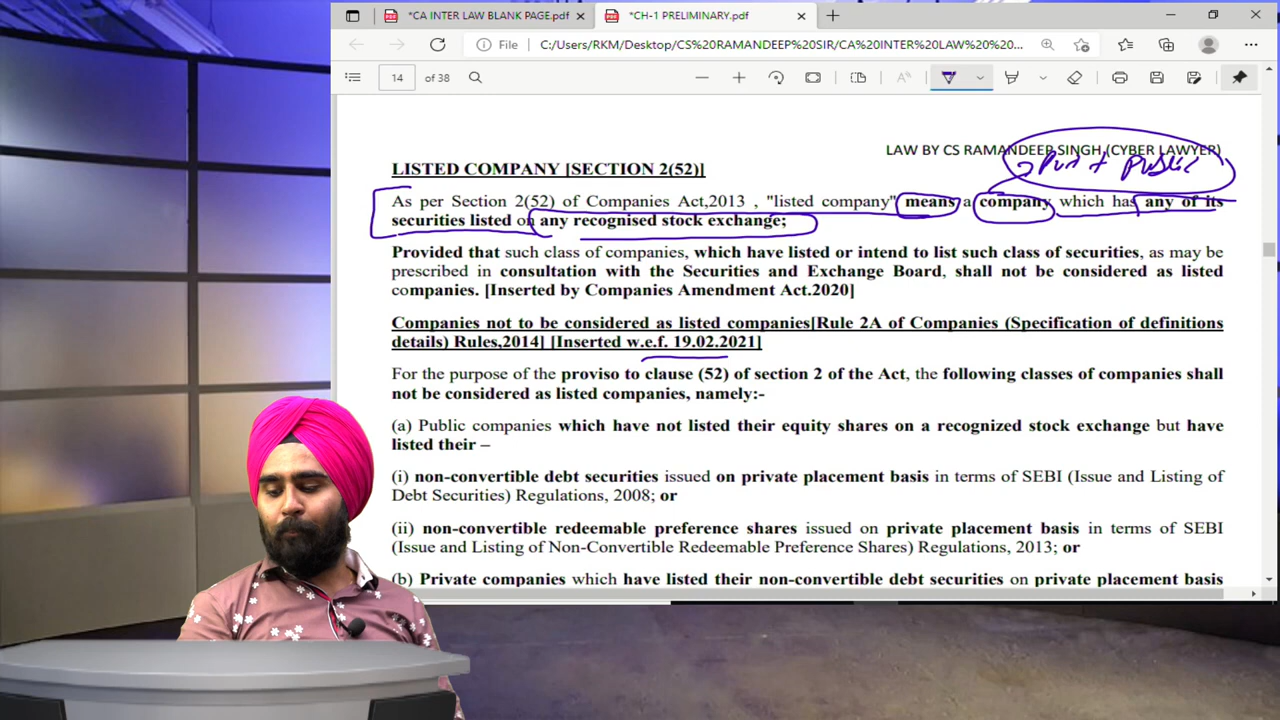 *CA INTER LAW BLANK PAGE.pdf
*CH-1 PRELIMINARY.pdf
File
C:/Users/RKM/Desktop/CS%20RAMANDEEP%20SIR/CA%20INTER%20LAW%20%20...
14 of 38
LAW BY CS RAMANDEEP SINGH (CYBER LAWYER)
public
LISTED COMPANY [SECTION 2(52)]
As per Section 2(52) of Companies Act,2013 , "listed company" means a company which has any of its
securities listed on any recognised stock exchange;
Provided that such class of companies, which have listed or intend to list such class of securities, as may be
prescribed in consultation with the Securities and Exchange Board, shall not be considered as listed
companies. [Inserted by Companies Amendment Act.2020]
Companies not to be considered as listed companies[Rule 2A of Companies (Specification of definitions
details) Rules,2014] [Inserted w.e.f. 19.02.2021]
For the purpose of the proviso to clause (52) of section 2 of the Act, the following classes of companies shall
not be considered as listed companies, namely:-
(a) Public companies which have not listed their equity shares on a recognized stock exchange but have
listed their –
(i) non-convertible debt securities issued on private placement basis in terms of SEBI (Issue and Listing of
Debt Securities) Regulations, 2008; or
(ii) non-convertible redeemable preference shares issued on private placement basis in terms of SEBI
(Issue and Listing of Non-Convertible Redeemable Preference Shares) Regulations, 2013; or
(b) Private companies which have listed their non-convertible debt securities on private placement basis